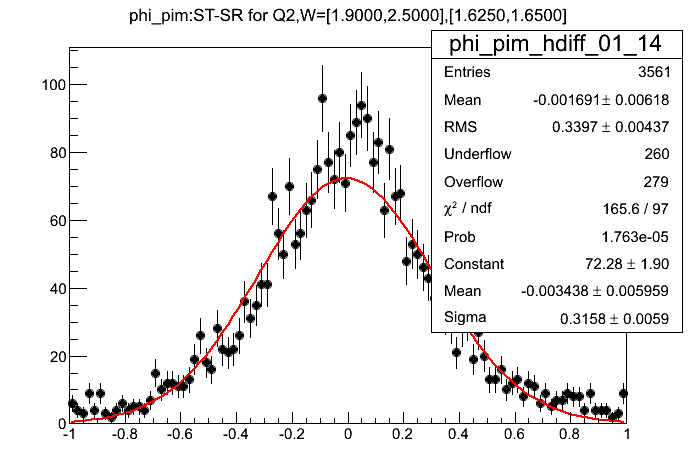 phi_pim:ST-SR for Q2,W=[1.9000,2.5000],[1.6250,1.6500]
phi_pim_hdiff_01_14
Entries 3561
Mean -0.001691 ± 0.00618
RMS 0.3397 ± 0.00437
Underflow 260
Overflow 279
χ² / ndf 165.6 / 97
Prob 1.763e-05
Constant 72.28 ± 1.90
Mean -0.003438 ± 0.005959
Sigma 0.3158 ± 0.0059
100
80
60
40
20
0
-1 -0.8 -0.6 -0.4 -0.2 0 0.2 0.4 0.6 0.8 1